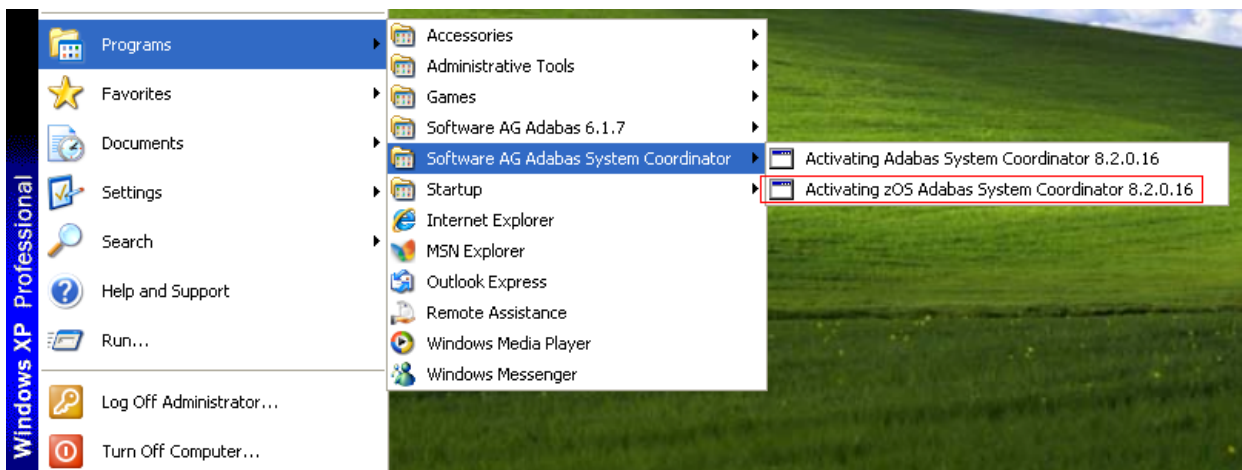 Windows XP Professional
Programs
Favorites
Documents
Settings
Search
Help and Support
Run...
Log Off Administrator...
Turn Off Computer...
Accessories
Administrative Tools
Games
Software AG Adabas 6.1.7
Software AG Adabas System Coordinator
Startup
Internet Explorer
MSN Explorer
Outlook Express
Remote Assistance
Windows Media Player
Windows Messenger
Activating Adabas System Coordinator 8.2.0.16
Activating zOS Adabas System Coordinator 8.2.0.16